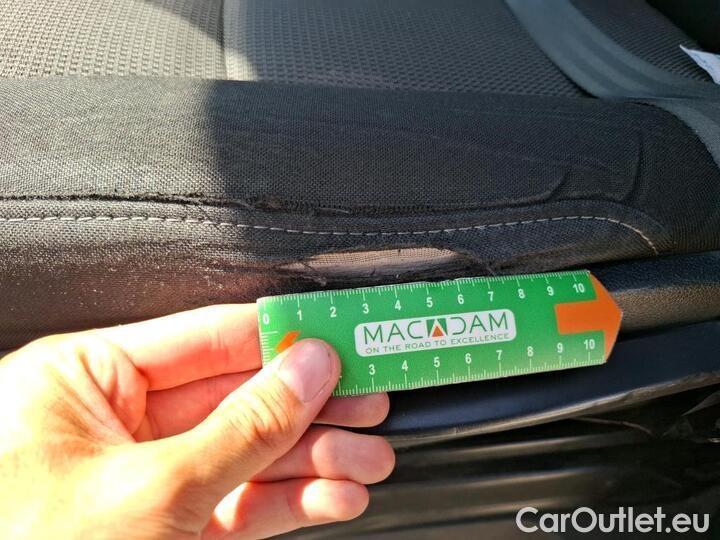 0 1 2 3 4 5 6 7 8 9 10
MACADAM
ON THE ROAD TO EXCELLENCE
3 4 5 6 7 8 9 10
CarOutlet.eu